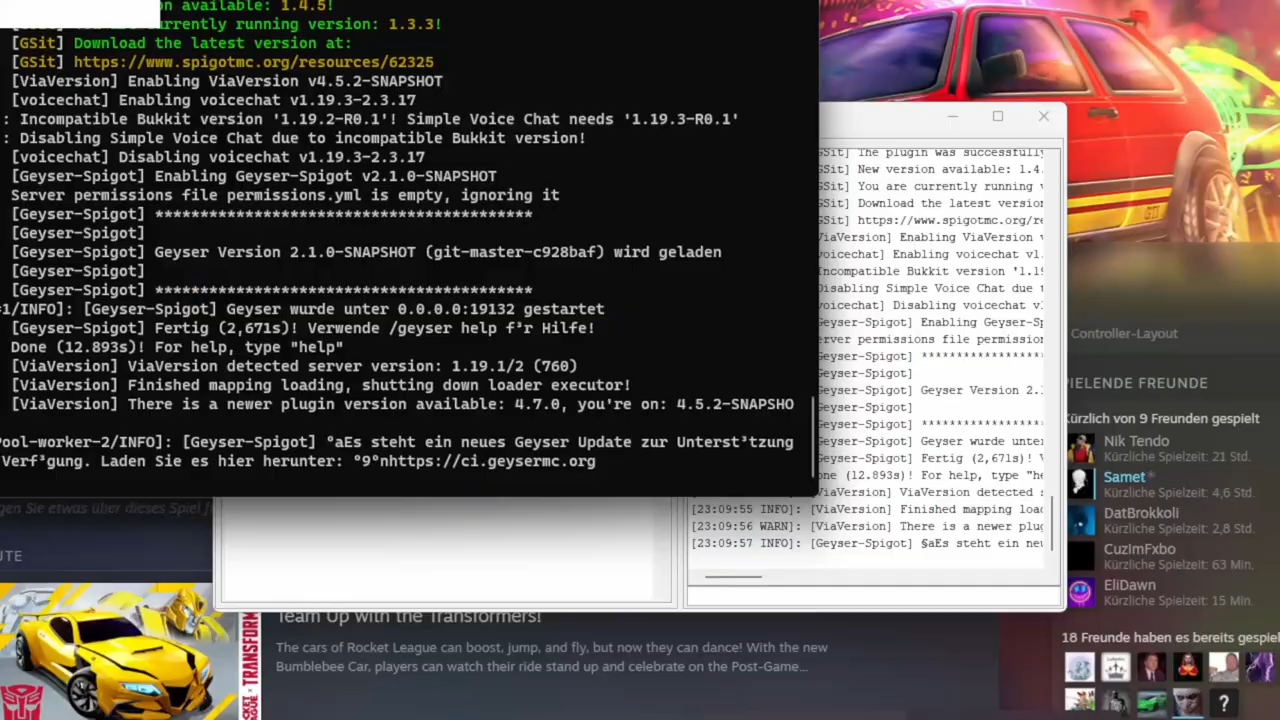 on available: 1.4.5!
rrently running version: 1.3.3!
[GSit] Download the latest version at:
[GSit] https://www.spigotmc.org/resources/62325
[ViaVersion] Enabling ViaVersion v4.5.2-SNAPSHOT
[voicechat] Enabling voicechat v1.19.3-2.3.17
: Incompatible Bukkit version '1.19.2-R0.1'! Simple Voice Chat needs '1.19.3-R0.1'
: Disabling Simple Voice Chat due to incompatible Bukkit version!
[voicechat] Disabling voicechat v1.19.3-2.3.17
[Geyser-Spigot] Enabling Geyser-Spigot v2.1.0-SNAPSHOT
Server permissions file permissions.yml is empty, ignoring it
[Geyser-Spigot] ******************************************
[Geyser-Spigot]
[Geyser-Spigot] Geyser Version 2.1.0-SNAPSHOT (git-master-c928baf) wird geladen
[Geyser-Spigot]
[Geyser-Spigot] ******************************************
1/INFO]: [Geyser-Spigot] Geyser wurde unter 0.0.0.0:19132 gestartet
[Geyser-Spigot] Fertig (2,671s)! Verwende /geyser help f³r Hilfe!
Done (12.893s)! For help, type "help"
[ViaVersion] ViaVersion detected server version: 1.19.1/2 (760)
[ViaVersion] Finished mapping loading, shutting down loader executor!
[ViaVersion] There is a newer plugin version available: 4.7.0, you're on: 4.5.2-SNAPSHO
ool-worker-2/INFO]: [Geyser-Spigot] ºaEs steht ein neues Geyser Update zur Unterst³tzung
Verf³gung. Laden Sie es hier herunter: º9ºnhttps://ci.geysermc.org
GSit] The plugin was successfully
GSit] New version available: 1.4.
GSit] You are currently running v
GSit] Download the latest version
GSit] https://www.spigotmc.org/re
ViaVersion] Enabling ViaVersion v
voicechat] Enabling voicechat v1.
Incompatible Bukkit version '1.19
Disabling Simple Voice Chat due t
voicechat] Disabling voicechat v1
Geyser-Spigot] Enabling Geyser-Sp
rver permissions file permission
Geyser-Spigot] ******************
Geyser-Spigot]
Geyser-Spigot] Geyser Version 2.1
Geyser-Spigot]
Geyser-Spigot] ******************
Geyser-Spigot] Geyser wurde unter
Geyser-Spigot] Fertig (2,671s)! V
one (12.893s)! For help, type "he
ViaVersion] ViaVersion detected s
[23:09:55 INFO]: [ViaVersion] Finished mapping load
[23:09:56 WARN]: [ViaVersion] There is a newer plug
[23:09:57 INFO]: [Geyser-Spigot] §aEs steht ein neu
GTI
Controller-Layout
PIELENDE FREUNDE
Kürzlich von 9 Freunden gespielt
Nik Tendo
Kürzliche Spielzeit: 21 Std.
Samet*
Kürzliche Spielzeit: 4,6 Std.
DatBrokkoli
Kürzliche Spielzeit: 2,8 Std.
CuzImFxbo
Kürzliche Spielzeit: 63 Min.
EliDawn
Kürzliche Spielzeit: 15 Min.
18 Freunde haben es bereits gespiel
?
gen Sie etwas über dieses Spiel
UTE
TRANSFORM
Team Up with the Transformers!
The cars of Rocket League can boost, jump, and fly, but now they can dance! With the new
Bumblebee Car, players can watch their ride stand up and celebrate on the Post-Game...